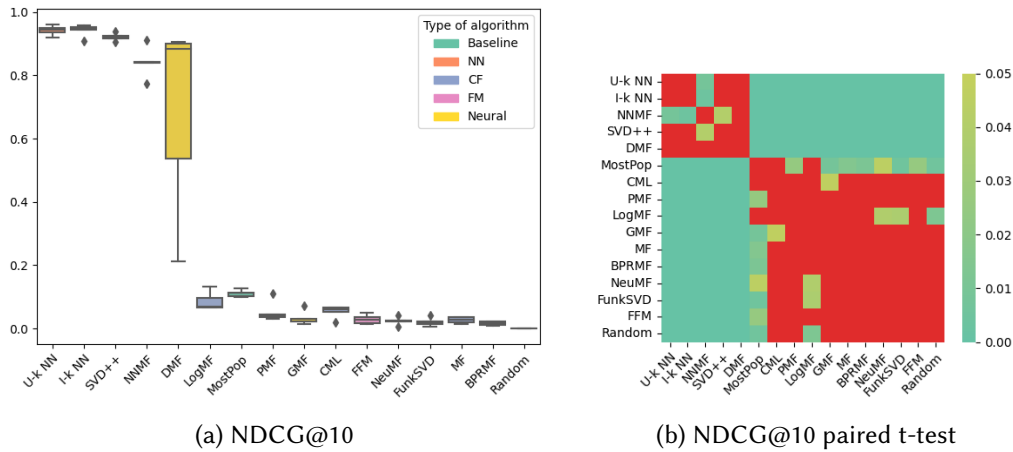 1.0
0.8
0.6
0.4
0.2
0.0
Type of algorithm
Baseline
NN
CF
FM
Neural
U-k NN
I-k NN
SVD++
NNMF
DMF
LogMF
MostPop
PMF
GMF
CML
FFM
NeuMF
FunkSVD
MF
BPRMF
Random
(a) NDCG@10
U-k NN
I-k NN
NNMF
SVD++
DMF
MostPop
CML
PMF
LogMF
GMF
MF
BPRMF
NeuMF
FunkSVD
FFM
Random
U-k NN
I-k NN
NNMF
SVD++
DMF
MostPop
CML
PMF
LogMF
GMF
MF
BPRMF
NeuMF
FunkSVD
FFM
Random
0.05
0.04
0.03
0.02
0.01
0.00
(b) NDCG@10 paired t-test